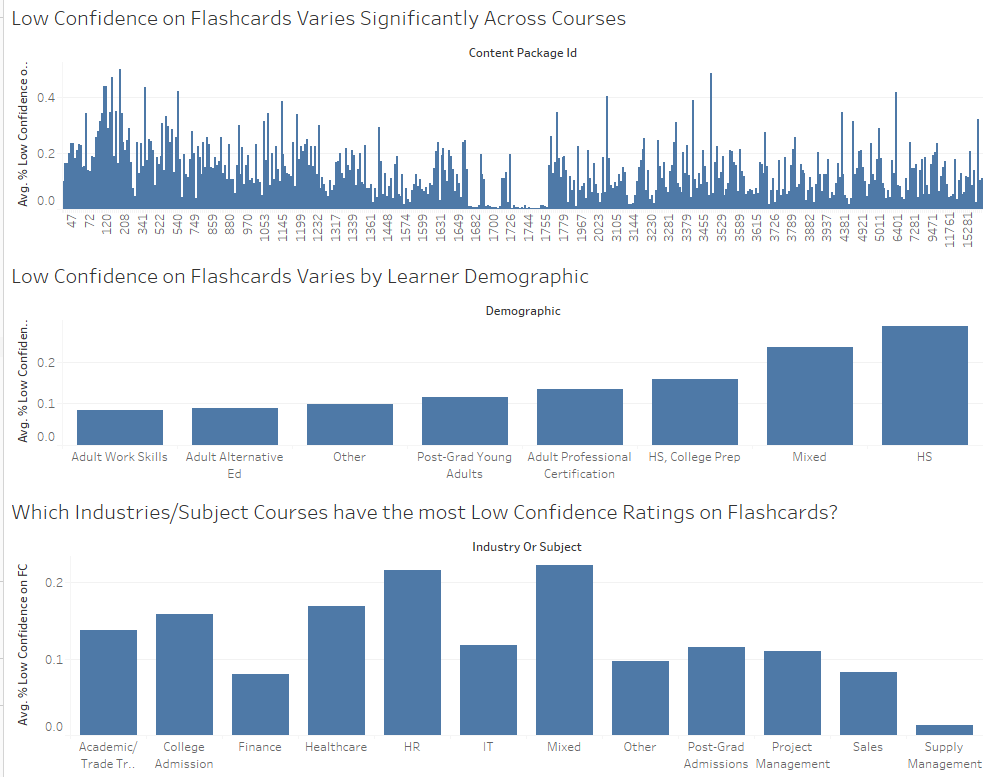 Low Confidence on Flashcards Varies Significantly Across Courses
Content Package Id
Avg. % Low Confidence o..
0.4
0.2
0.0
47 72 120 208 341 522 540 749 859 880 970 1053 1145 1199 1232 1317 1339 1361 1448 1574 1599 1631 1649 1682 1700 1726 1744 1755 1779 1967 2023 3105 3144 3230 3281 3378 3455 3529 3589 3615 3726 3789 3882 3937 4381 4921 5011 6401 7281 9471 11761 15281
Low Confidence on Flashcards Varies by Learner Demographic
Demographic
Avg. % Low Confiden..
0.2
0.1
0.0
Adult Work Skills
Adult Alternative
Ed
Other
Post-Grad Young
Adults
Adult Professional
Certification
HS, College Prep
Mixed
HS
Which Industries/Subject Courses have the most Low Confidence Ratings on Flashcards?
Industry Or Subject
Avg. % Low Confidence on FC
0.2
0.1
0.0
Academic/
Trade Tr..
College
Admission
Finance
Healthcare
HR
IT
Mixed
Other
Post-Grad
Admissions
Project
Management
Sales
Supply
Management